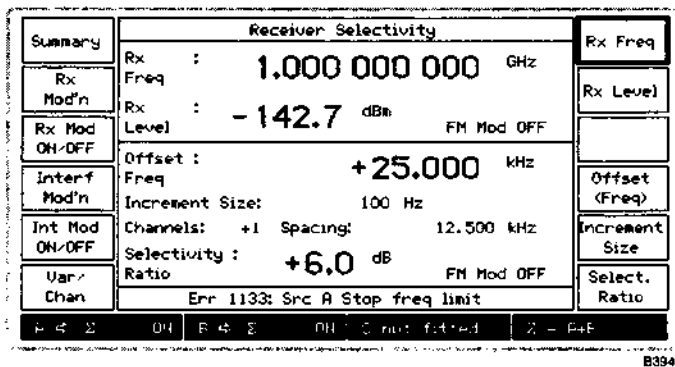 Receiver Selectivity
Summary
Rx
Mod'n
Rx Mod
ON/OFF
Interf
Mod'n
Int Mod
ON/OFF
Var/
Chan
Rx Freq : 1.000 000 000 GHz
Rx Level : -142.7 dBm
FM Mod OFF
Offset Freq : +25.000 kHz
Increment Size: 100 Hz
Channels: +1 Spacing: 12.500 kHz
Selectivity Ratio : +6.0 dB
FM Mod OFF
Err 1133: Src A Stop freq limit
Rx Freq
Rx Level
Offset
(Freq)
Increment
Size
Select.
Ratio
Σ ON B Σ ON C not fitted Σ = A+B
B394